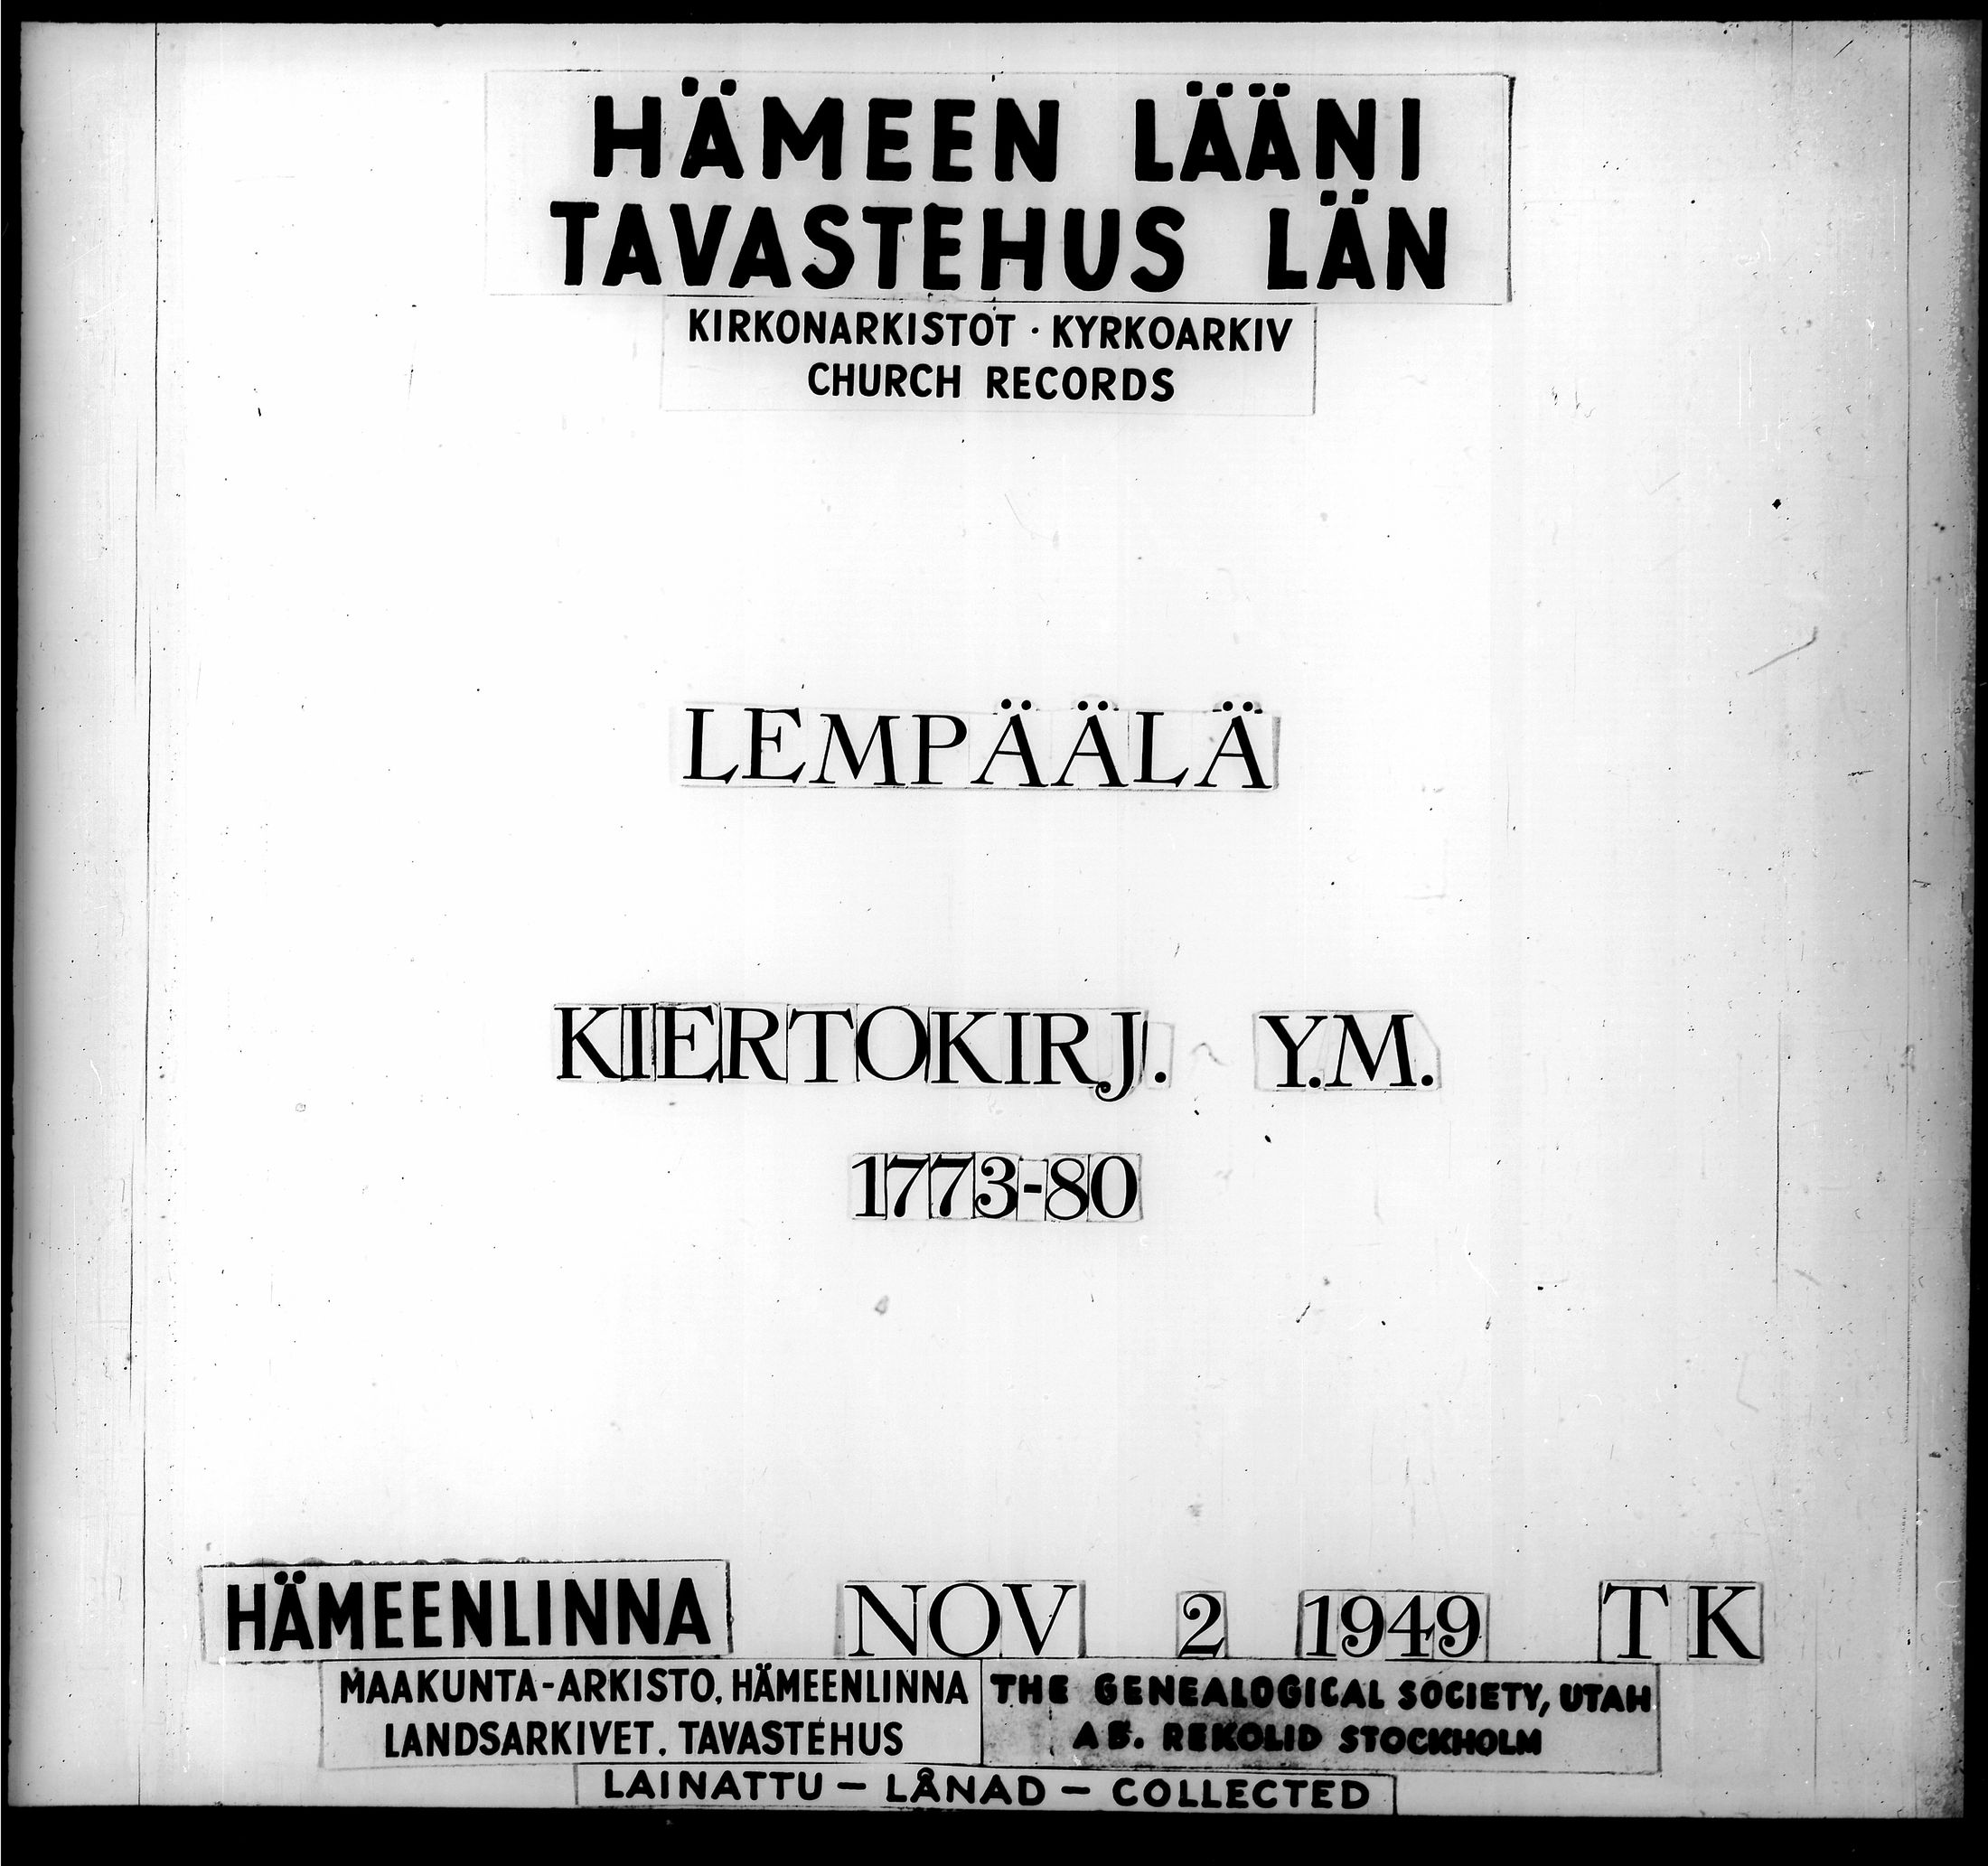 HÄMEEN LÄÄNI
TAVASTEHUS LÄN
KIRKONARKISTOT · KYRKOARKIV
CHURCH RECORDS
LEMPÄÄLÄ
KIERTOKIRJ. Y.M.
1773-80
HÄMEENLINNA NOV 2 1949 TK
MAAKUNTA-ARKISTO, HÄMEENLINNA
LANDSARKIVET, TAVASTEHUS
THE GENEALOGICAL SOCIETY, UTAH
AB. REKOLID STOCKHOLM
LAINATTU – LÅNAD – COLLECTED